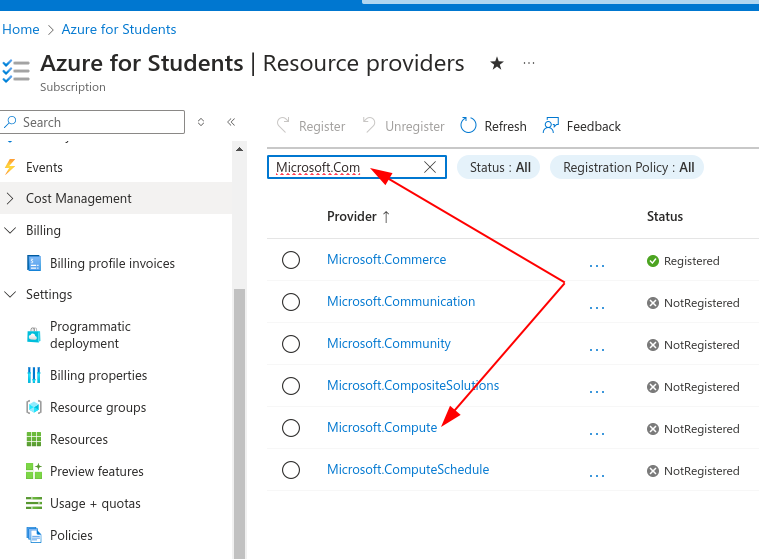 Home > Azure for Students
Azure for Students | Resource providers ★ ...
Subscription
Search
«
Register Unregister Refresh Feedback
Microsoft.Com
Status : All Registration Policy : All
Events
Cost Management
Billing
Billing profile invoices
Settings
Programmatic
deployment
Billing properties
Resource groups
Resources
Preview features
Usage + quotas
Policies
Provider ↑ Status
Microsoft.Commerce ... Registered
Microsoft.Communication ... NotRegistered
Microsoft.Community ... NotRegistered
Microsoft.CompositeSolutions ... NotRegistered
Microsoft.Compute ... NotRegistered
Microsoft.ComputeSchedule ... NotRegistered